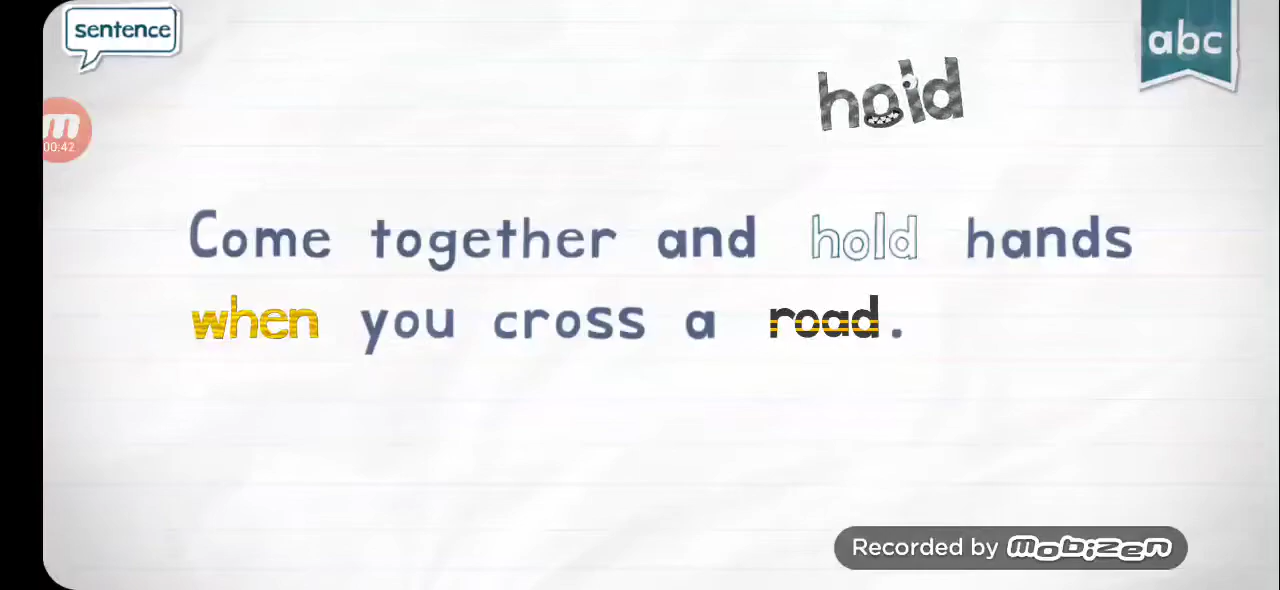 sentence
abc
hold
00:42
Come together and hold hands
when you cross a road.
Recorded by mobizen